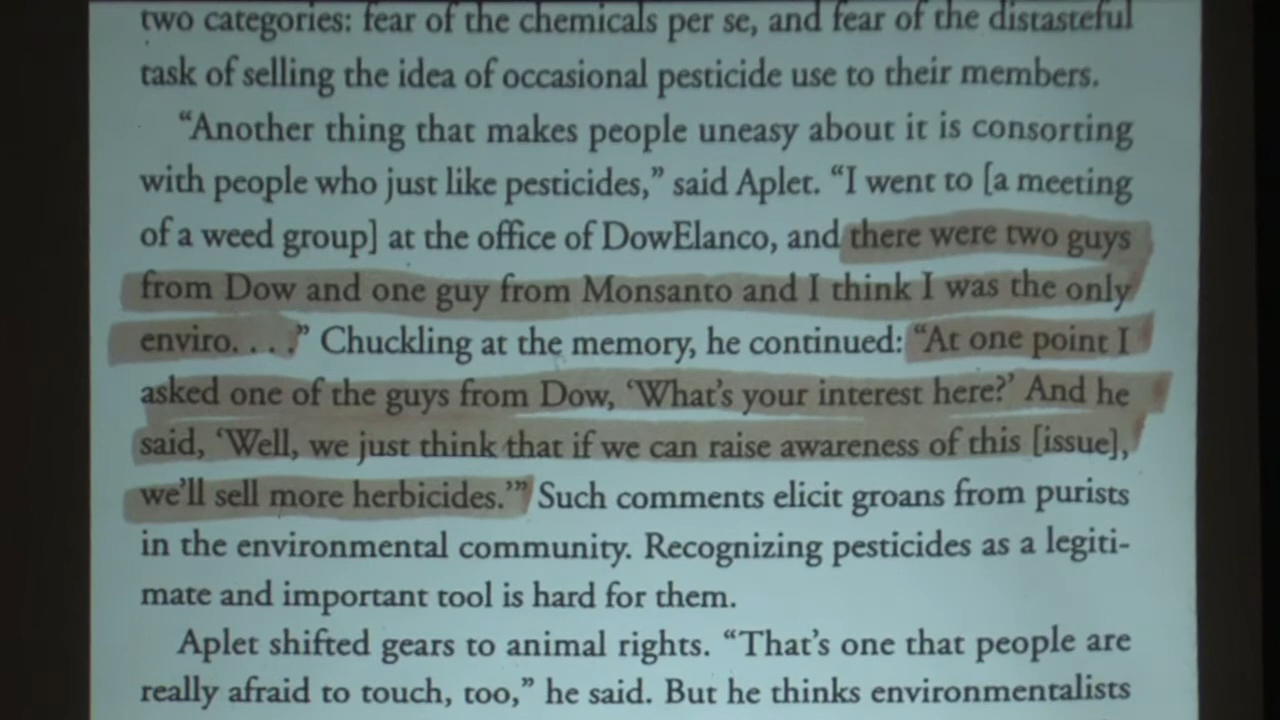 two categories: fear of the chemicals per se, and fear of the distasteful
task of selling the idea of occasional pesticide use to their members.
“Another thing that makes people uneasy about it is consorting
with people who just like pesticides,” said Aplet. “I went to [a meeting
of a weed group] at the office of DowElanco, and there were two guys
from Dow and one guy from Monsanto and I think I was the only
enviro. . . .” Chuckling at the memory, he continued: “At one point I
asked one of the guys from Dow, ‘What’s your interest here?’ And he
said, ‘Well, we just think that if we can raise awareness of this [issue],
we’ll sell more herbicides.’” Such comments elicit groans from purists
in the environmental community. Recognizing pesticides as a legiti-
mate and important tool is hard for them.
Aplet shifted gears to animal rights. “That’s one that people are
really afraid to touch, too,” he said. But he thinks environmentalists